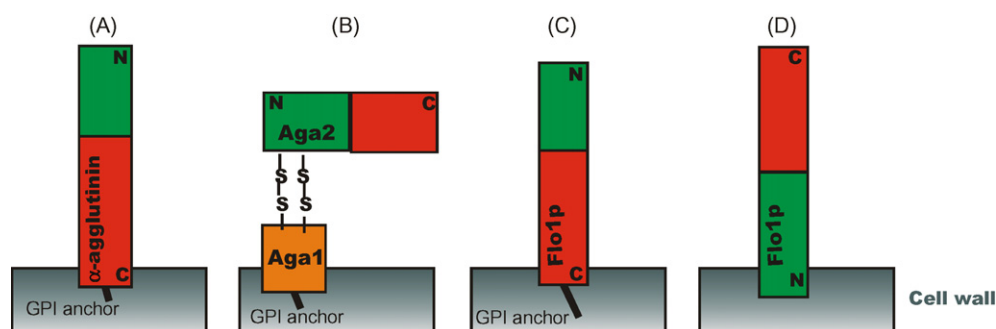 (A)
(B)
(C)
(D)
N
α-agglutinin
C
GPI anchor
N
C
Aga2
S S
S S
Aga1
GPI anchor
N
Flo1p
C
GPI anchor
C
Flo1p
N
Cell wall